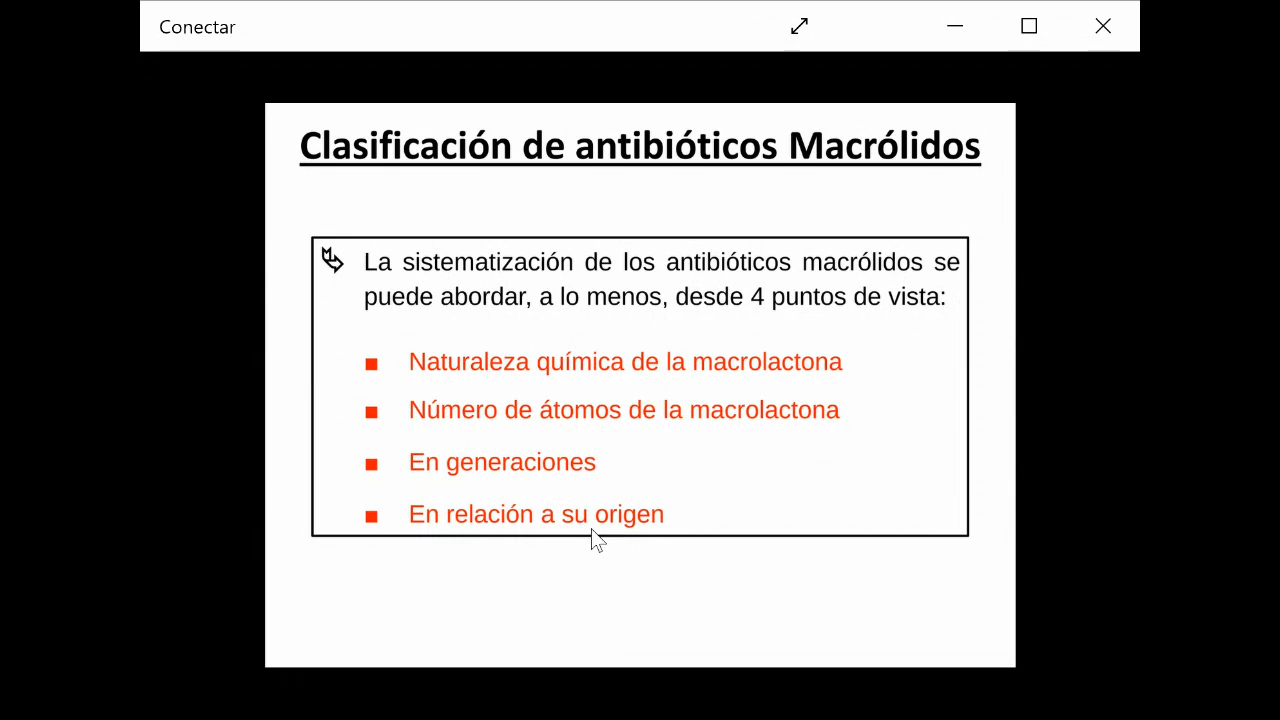 Conectar
Clasificación de antibióticos Macrólidos
La sistematización de los antibióticos macrólidos se
puede abordar, a lo menos, desde 4 puntos de vista:
Naturaleza química de la macrolactona
Número de átomos de la macrolactona
En generaciones
En relación a su origen